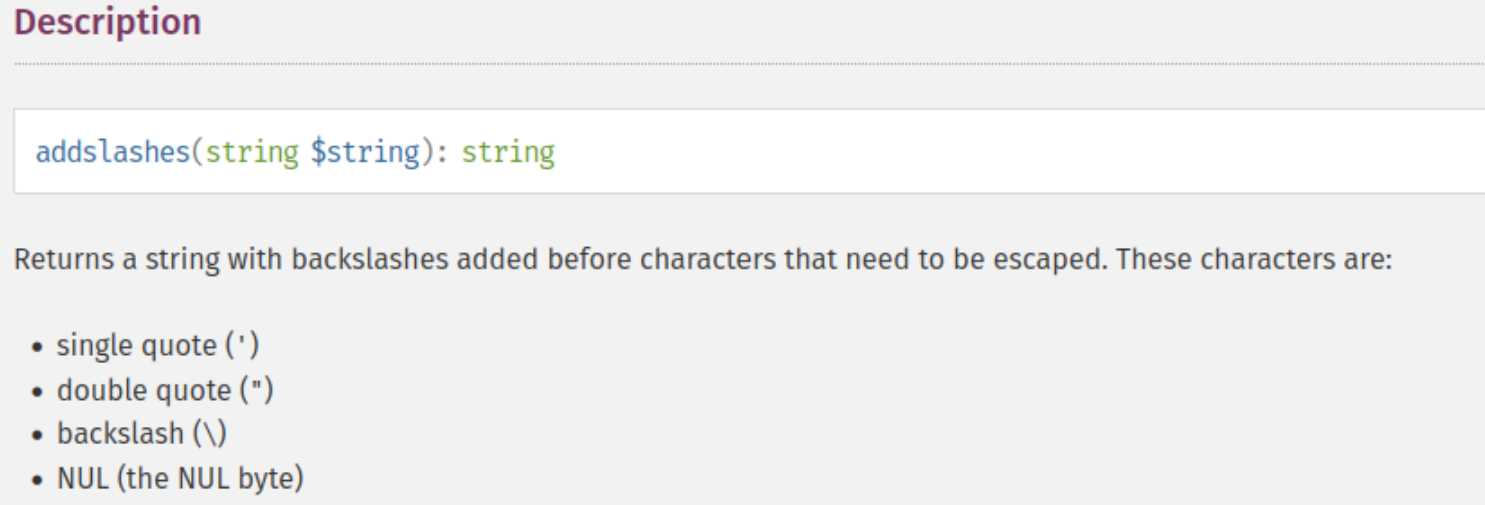 Description
addslashes(string $string): string
Returns a string with backslashes added before characters that need to be escaped. These characters are:
• single quote (')
• double quote (")
• backslash (\)
• NUL (the NUL byte)